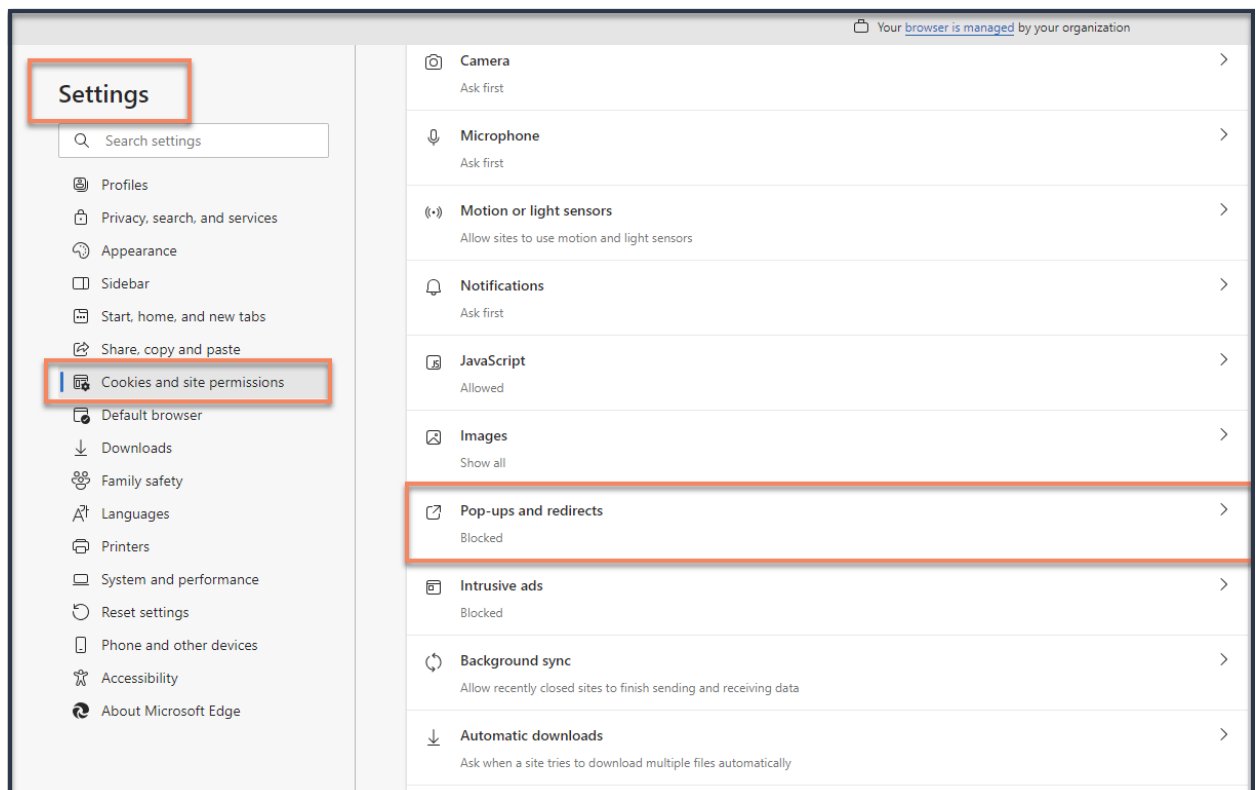 Your browser is managed by your organization
Settings
Search settings
Profiles
Privacy, search, and services
Appearance
Sidebar
Start, home, and new tabs
Share, copy and paste
Cookies and site permissions
Default browser
Downloads
Family safety
Languages
Printers
System and performance
Reset settings
Phone and other devices
Accessibility
About Microsoft Edge
Camera
Ask first
Microphone
Ask first
Motion or light sensors
Allow sites to use motion and light sensors
Notifications
Ask first
JavaScript
Allowed
Images
Show all
Pop-ups and redirects
Blocked
Intrusive ads
Blocked
Background sync
Allow recently closed sites to finish sending and receiving data
Automatic downloads
Ask when a site tries to download multiple files automatically